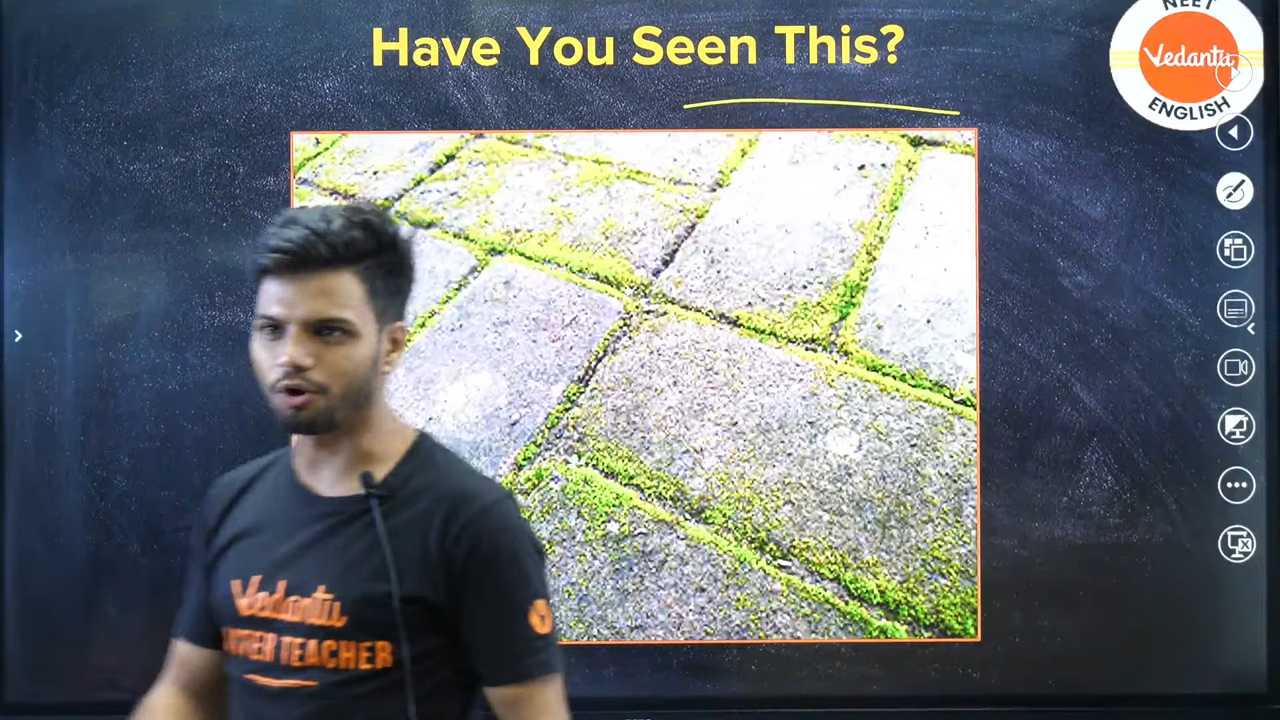 Have You Seen This?
NEET
Vedantu
ENGLISH
Vedantu
TEACHER